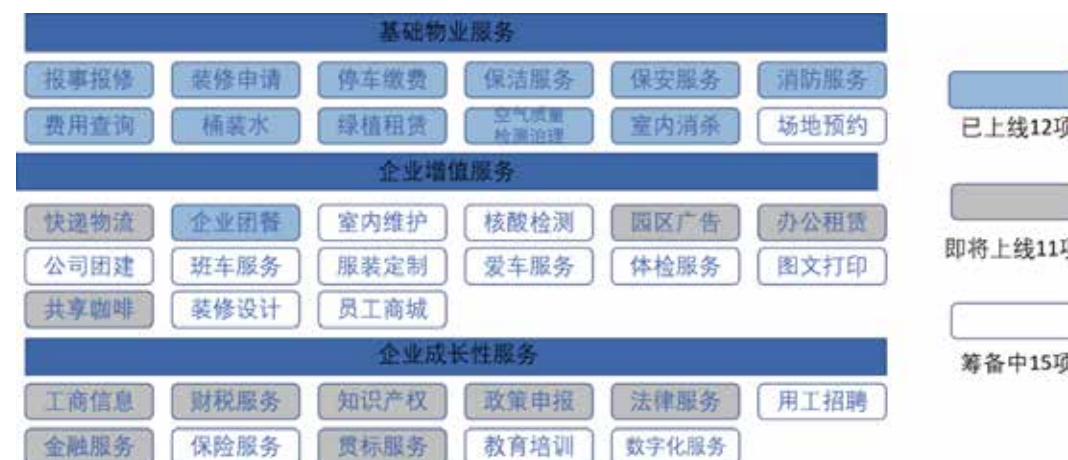 基础物业服务
报事报修 装修申请 停车缴费 保洁服务 保安服务 消防服务
费用查询 桶装水 绿植租赁 空气质量 检测治理 室内消杀 场地预约
已上线12项
企业增值服务
快递物流 企业团餐 室内维护 核酸检测 园区广告 办公租赁
公司团建 班车服务 服装定制 爱车服务 体检服务 图文打印
即将上线11项
共享咖啡 装修设计 员工商城
企业成长性服务
筹备中15项
工商信息 财税服务 知识产权 政策申报 法律服务 用工招聘
金融服务 保险服务 贯标服务 教育培训 数字化服务